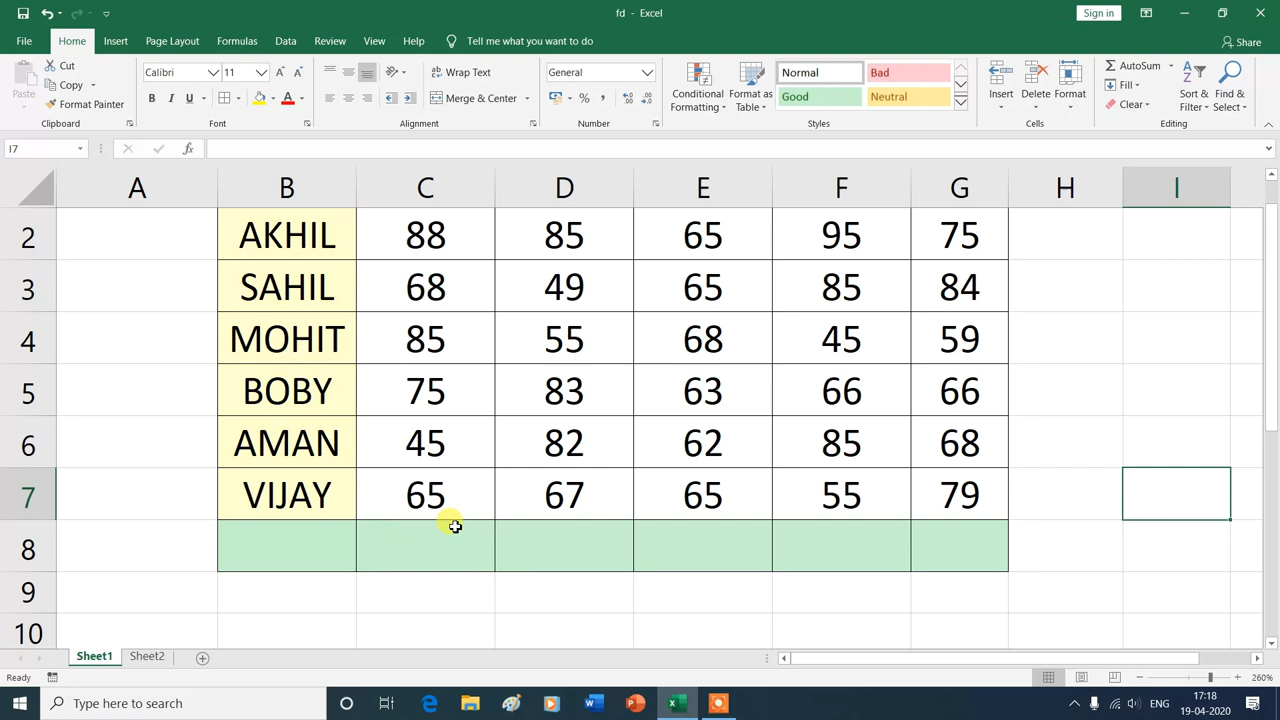 fd - Excel
Sign in
File Home Insert Page Layout Formulas Data Review View Help Tell me what you want to do Share
Paste
Cut
Copy
Format Painter
Clipboard
Calibri 11
B I U
Font
Wrap Text
Merge & Center
Alignment
General
%
Number
Conditional Formatting
Format as Table
Normal Bad
Good Neutral
Styles
Insert Delete Format
Cells
AutoSum
Fill
Clear
Sort & Filter
Find & Select
Editing
I7
fx
A B C D E F G H I
2 AKHIL 88 85 65 95 75
3 SAHIL 68 49 65 85 84
4 MOHIT 85 55 68 45 59
5 BOBY 75 83 63 66 66
6 AMAN 45 82 62 85 68
7 VIJAY 65 67 65 55 79
8
9
10
Sheet1 Sheet2
Ready
260%
Type here to search
ENG
17:18
19-04-2020